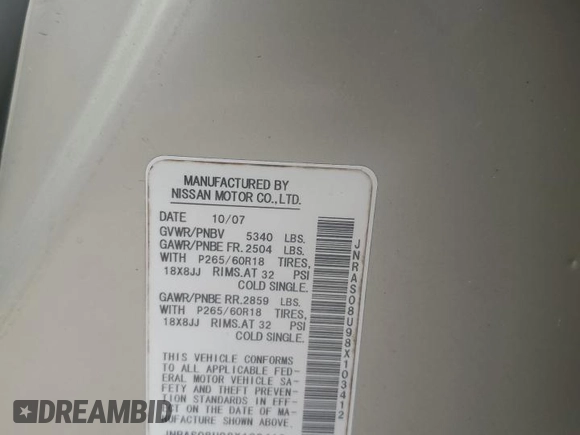 MANUFACTURED BY
NISSAN MOTOR CO., LTD.
DATE 10/07
GVWR/PNBV 5340 LBS.
GAWR/PNBE FR. 2504 LBS.
WITH P265/60R18 TIRES,
18X8JJ RIMS. AT 32 PSI
COLD SINGLE.
GAWR/PNBE RR. 2859 LBS.
WITH P265/60R18 TIRES,
18X8JJ RIMS. AT 32 PSI
COLD SINGLE.
THIS VEHICLE CONFORMS
TO ALL APPLICABLE FED-
ERAL MOTOR VEHICLE SA-
FETY AND THEFT PREVEN-
TION STANDARDS IN EFF-
ECT ON THE DATE OF MA-
NUFACTURE SHOWN ABOVE.
JNRAS08U98X103412
DREAMBID